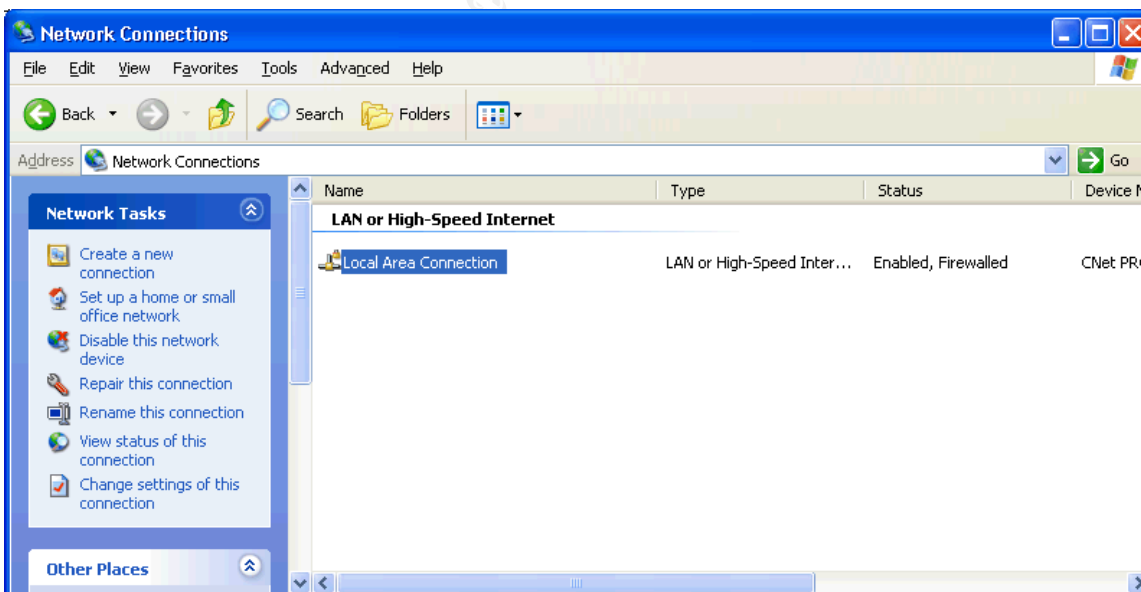 Network Connections
File Edit View Favorites Tools Advanced Help
Back Search Folders
Address Network Connections Go
Name Type Status Device
Network Tasks
LAN or High-Speed Internet
Local Area Connection LAN or High-Speed Inter... Enabled, Firewalled CNet
Create a new
connection
Set up a home or small
office network
Disable this network
device
Repair this connection
Rename this connection
View status of this
connection
Change settings of this
connection
Other Places